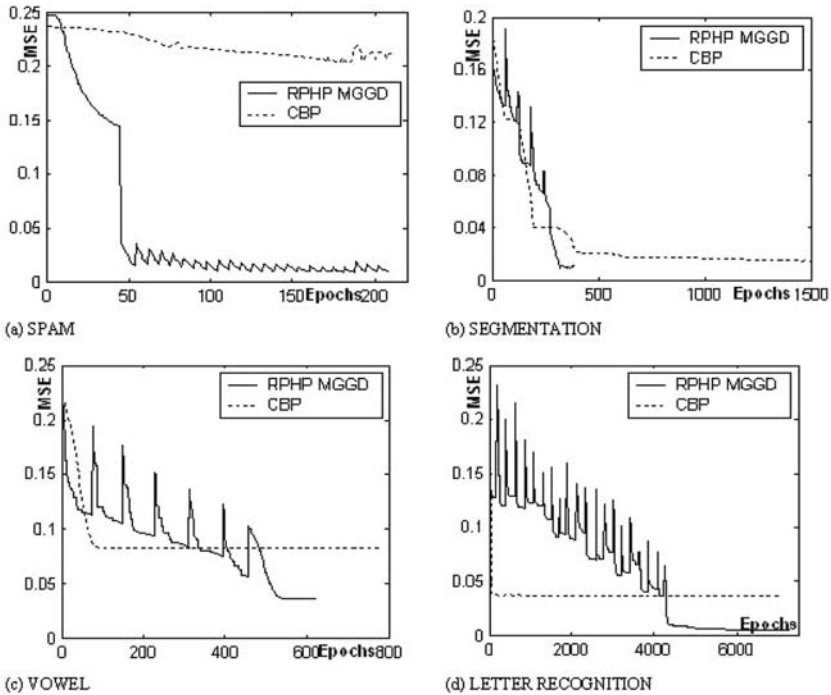 0.25
MSE
0.2
RPHP MGGD
CBP
0.15
0.1
0.05
0
0 50 100 150 200
Epochs
(a) SPAM
0.2
MSE
0.16
RPHP MGGD
CBP
0.12
0.08
0.04
0
0 500 1000 1500
Epochs
(b) SEGMENTATION
0.25
MSE
RPHP MGGD
CBP
0.2
0.15
0.1
0.05
0
0 200 400 600 800
Epochs
(c) VOWEL
0.25
MSE
RPHP MGGD
CBP
0.2
0.15
0.1
0.05
Epochs
0
0 2000 4000 6000
(d) LETTER RECOGNITION